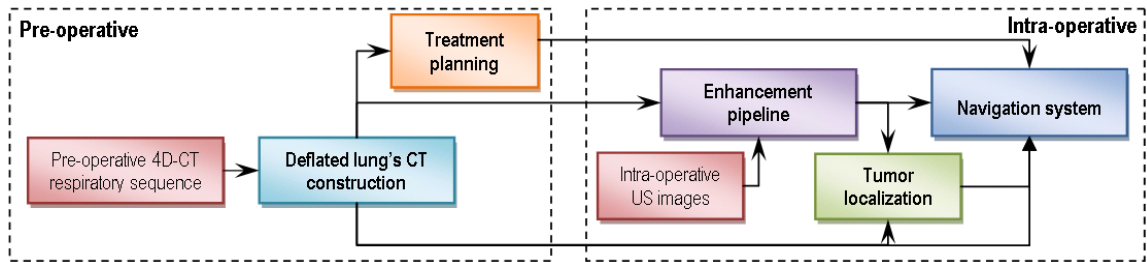 Pre-operative
Intra-operative
Treatment
planning
Enhancement
pipeline
Navigation system
Pre-operative 4D-CT
respiratory sequence
Deflated lung's CT
construction
Intra-operative
US images
Tumor
localization